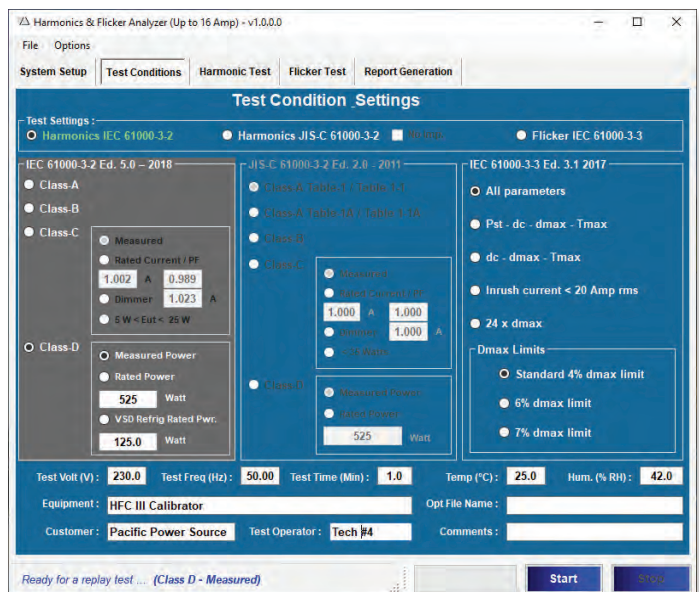 Harmonics & Flicker Analyzer (Up to 16 Amp) - v1.0.0.0
File Options
System Setup Test Conditions Harmonic Test Flicker Test Report Generation
Test Condition _Settings
Test Settings :
Harmonics IEC 61000-3-2 Harmonics JIS-C 61000-3-2 Flicker IEC 61000-3-3
IEC 61000-3-2 Ed. 5.0 – 2018
Class-A
Class-B
Class-C
Measured
Rated Current / PF
1.002 A 0.989
Dimmer 1.023 A
5 W < Eut < 25 W
Class-D
Measured Power
Rated Power
525 Watt
VSD Refrig Rated Pwr.
125.0 Watt
JIS-C 61000-3-2 Ed. 2.0 - 2011
Class A Table 1 - Table 1-1
Class A Table 1A / Table 1-1A
Class-B
Class-C
Measured
Rated Current / PF
1.000 A 1.000
Dimmer 1.000 A
Class-D
Measured Power
Rated Power
525 Watt
IEC 61000-3-3 Ed. 3.1 2017
All parameters
Pst - dc - dmax - Tmax
dc - dmax - Tmax
Inrush current < 20 Amp rms
24 x dmax
Dmax Limits
Standard 4% dmax limit
6% dmax limit
7% dmax limit
Test Volt (V) : 230.0 Test Freq (Hz) : 50.00 Test Time (Min) : 1.0 Temp (°C) : 25.0 Hum. (% RH) : 42.0
Equipment : HFC III Calibrator Opt File Name :
Customer : Pacific Power Source Test Operator : Tech #4 Comments :
Ready for a replay test ... (Class D - Measured) Start Stop